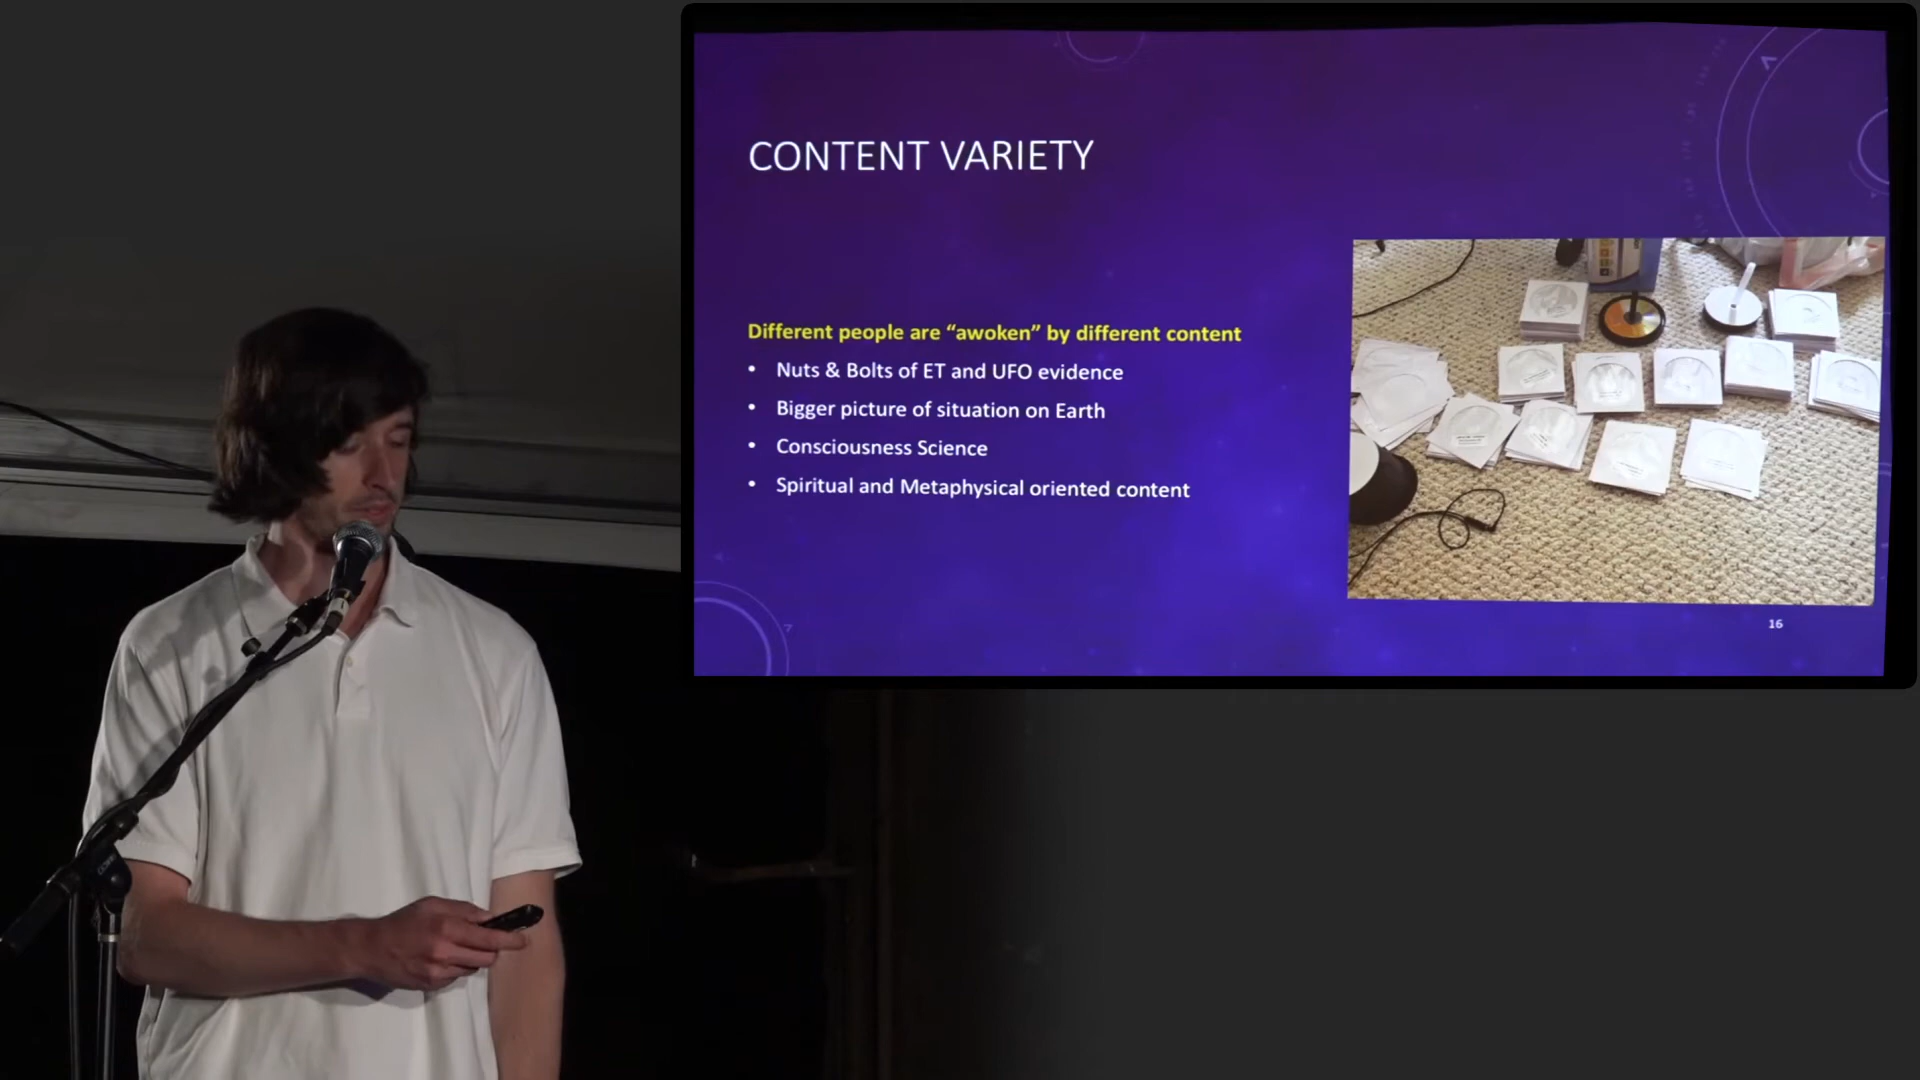 CONTENT VARIETY
Different people are “awoken” by different content
• Nuts & Bolts of ET and UFO evidence
• Bigger picture of situation on Earth
• Consciousness Science
• Spiritual and Metaphysical oriented content
16